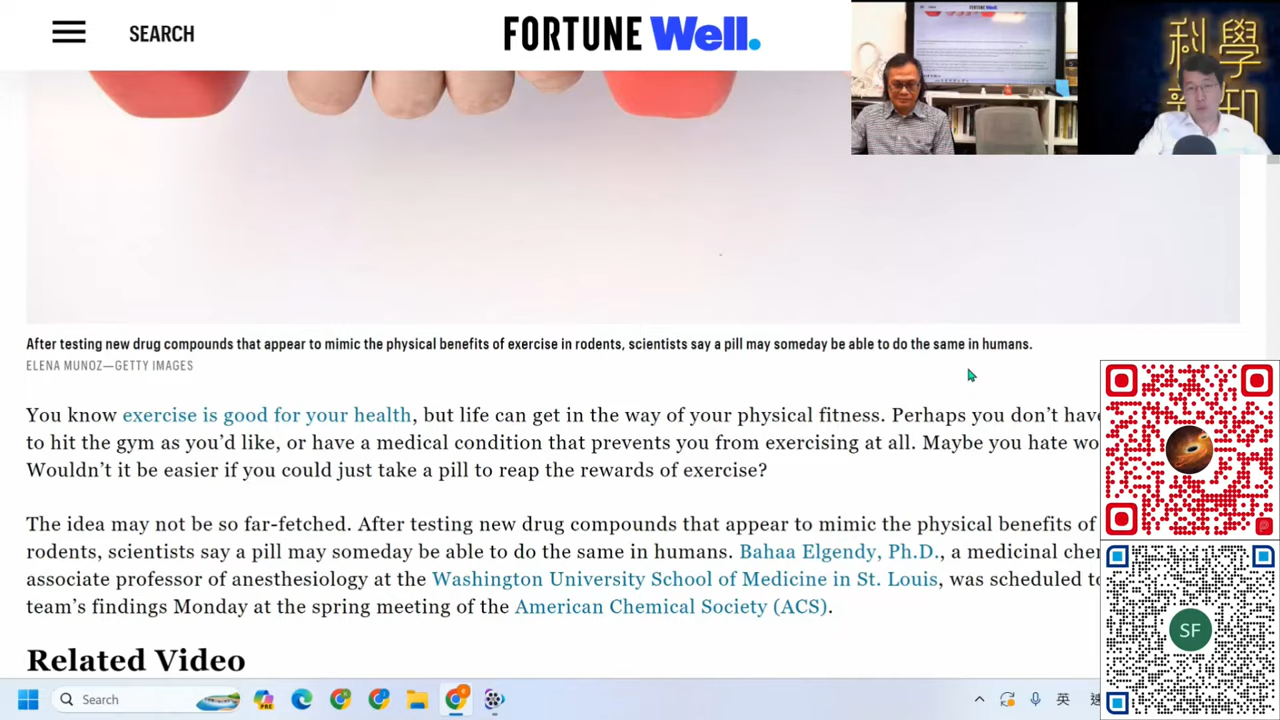 SEARCH
FORTUNE Well.
科學
新知
After testing new drug compounds that appear to mimic the physical benefits of exercise in rodents, scientists say a pill may someday be able to do the same in humans.
ELENA MUNOZ—GETTY IMAGES
You know exercise is good for your health, but life can get in the way of your physical fitness. Perhaps you don't have
to hit the gym as you'd like, or have a medical condition that prevents you from exercising at all. Maybe you hate
Wouldn't it be easier if you could just take a pill to reap the rewards of exercise?
The idea may not be so far-fetched. After testing new drug compounds that appear to mimic the physical benefits of
rodents, scientists say a pill may someday be able to do the same in humans. Bahaa Elgendy, Ph.D., a medicinal
associate professor of anesthesiology at the Washington University School of Medicine in St. Louis, was scheduled to
team's findings Monday at the spring meeting of the American Chemical Society (ACS).
Related Video
SF
Search
英